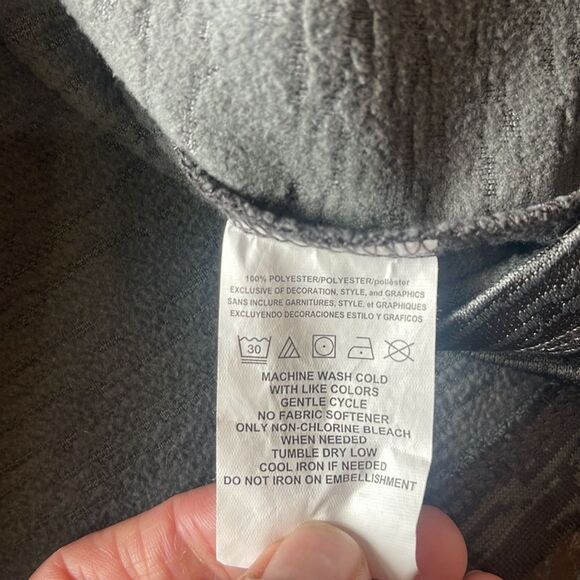 100% POLYESTER/POLYESTER/poliéster
EXCLUSIVE OF DECORATION, STYLE, and GRAPHICS
SANS INCLURE GARNITURES, STYLE, et GRAPHIQUES
EXCLUYENDO DECORACIONES ESTILO Y GRAFICOS
30
MACHINE WASH COLD
WITH LIKE COLORS
GENTLE CYCLE
NO FABRIC SOFTENER
ONLY NON-CHLORINE BLEACH
WHEN NEEDED
TUMBLE DRY LOW
COOL IRON IF NEEDED
DO NOT IRON ON EMBELLISHMENT